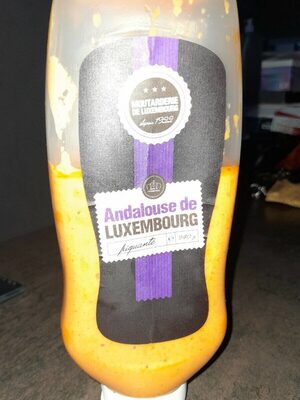 MOUTARDERIE
DE LUXEMBOURG
depuis 1922
Andalouse de
LUXEMBOURG
piquante